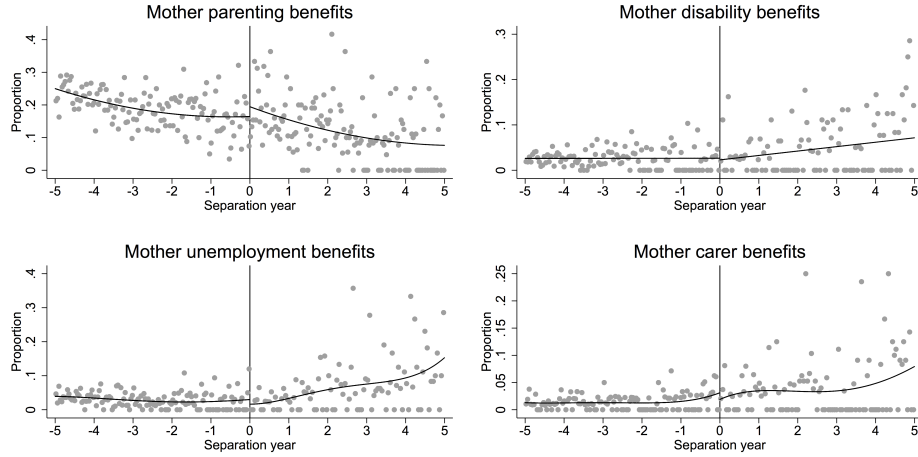 Mother parenting benefits
Proportion
.4
.3
.2
.1
0
-5 -4 -3 -2 -1 0 1 2 3 4 5
Separation year
Mother disability benefits
Proportion
.3
.2
.1
0
-5 -4 -3 -2 -1 0 1 2 3 4 5
Separation year
Mother unemployment benefits
Proportion
.4
.3
.2
.1
0
-5 -4 -3 -2 -1 0 1 2 3 4 5
Separation year
Mother carer benefits
Proportion
.25
.2
.15
.1
.05
0
-5 -4 -3 -2 -1 0 1 2 3 4 5
Separation year